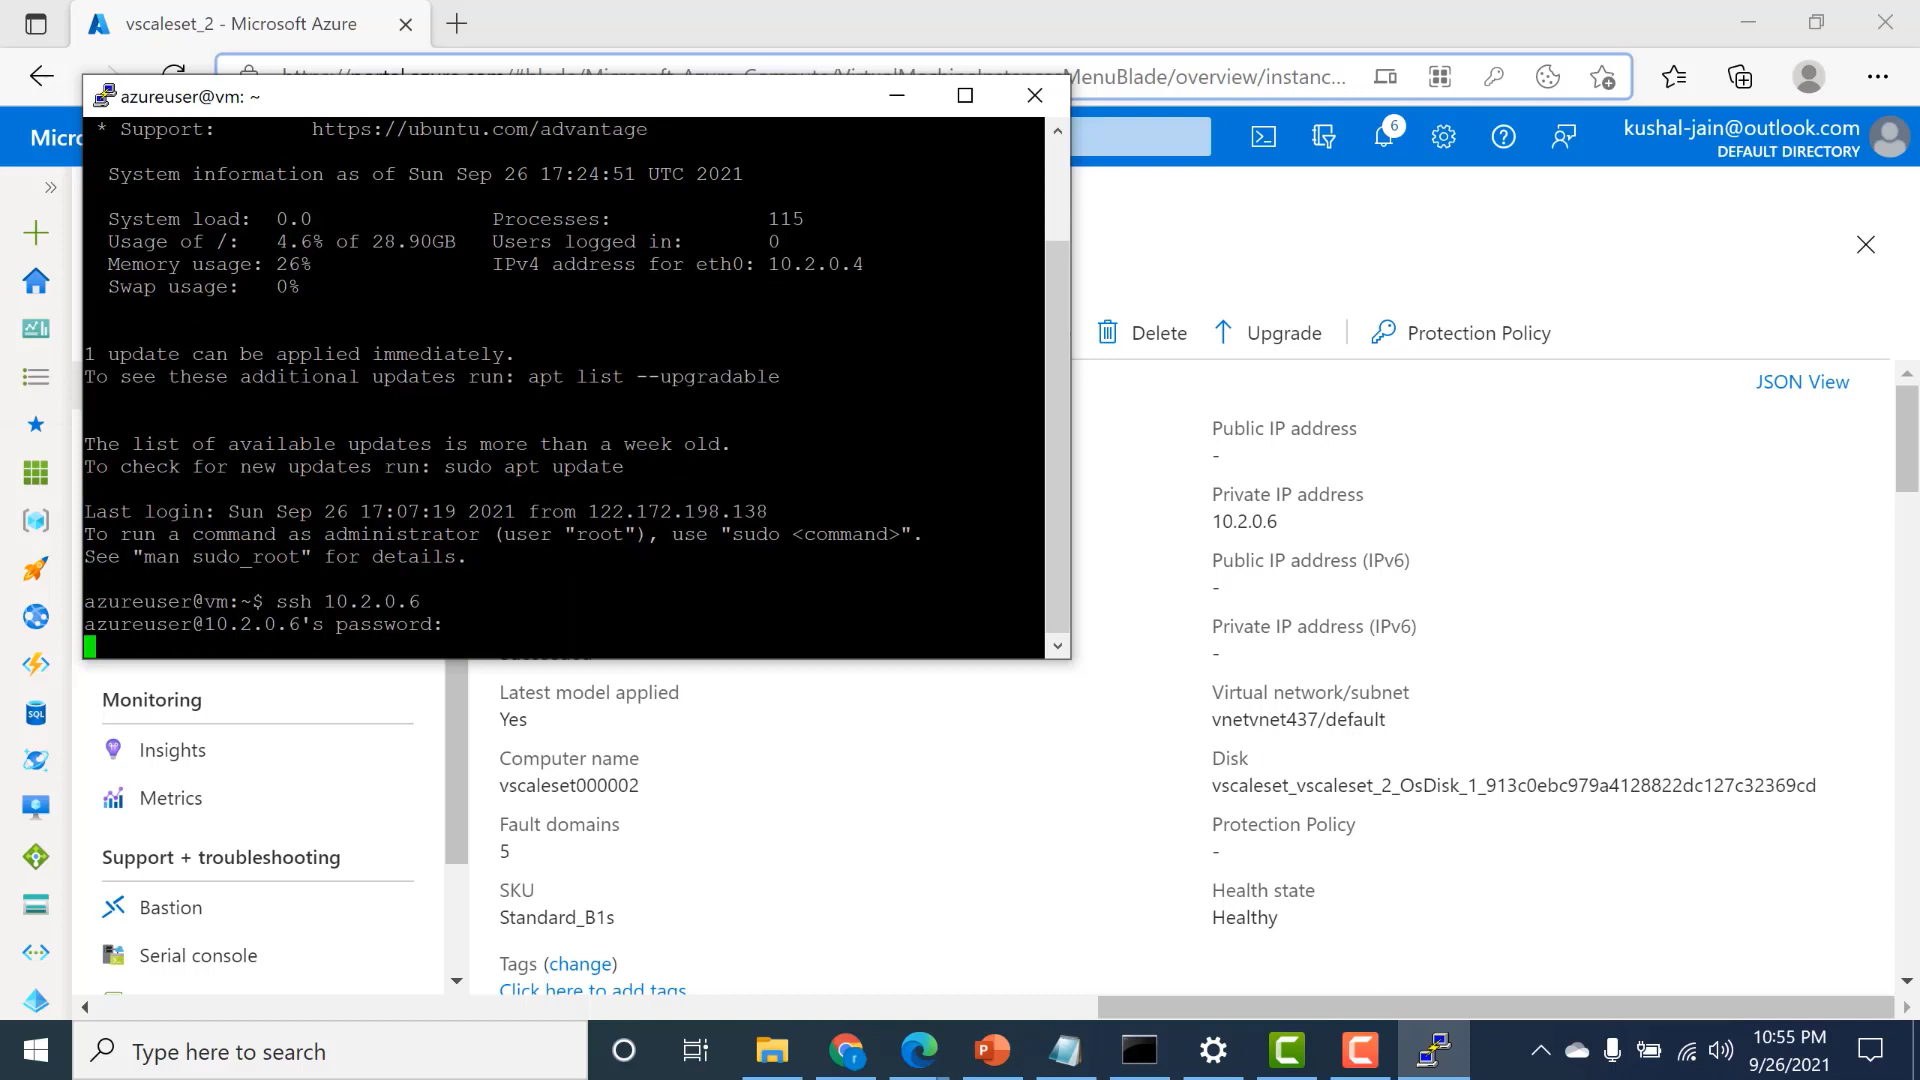 vscaleset_2 - Microsoft Azure
MenuBlade/overview/instanc...
azureuser@vm: ~
Micro
6
kushal-jain@outlook.com
DEFAULT DIRECTORY
* Support: https://ubuntu.com/advantage
System information as of Sun Sep 26 17:24:51 UTC 2021
System load: 0.0 Processes: 115
Usage of /: 4.6% of 28.90GB Users logged in: 0
Memory usage: 26% IPv4 address for eth0: 10.2.0.4
Swap usage: 0%
1 update can be applied immediately.
To see these additional updates run: apt list --upgradable
The list of available updates is more than a week old.
To check for new updates run: sudo apt update
Last login: Sun Sep 26 17:07:19 2021 from 122.172.198.138
To run a command as administrator (user "root"), use "sudo <command>".
See "man sudo_root" for details.
azureuser@vm:~$ ssh 10.2.0.6
azureuser@10.2.0.6's password:
Delete
Upgrade
Protection Policy
JSON View
Public IP address
-
Private IP address
10.2.0.6
Public IP address (IPv6)
-
Private IP address (IPv6)
-
Virtual network/subnet
vnetvnet437/default
Disk
vscaleset_vscaleset_2_OsDisk_1_913c0ebc979a4128822dc127c32369cd
Protection Policy
-
Health state
Healthy
Latest model applied
Yes
Computer name
vscaleset000002
Fault domains
5
SKU
Standard_B1s
Tags (change)
Click here to add tags
Monitoring
Insights
Metrics
Support + troubleshooting
Bastion
Serial console
SQL
Type here to search
10:55 PM
9/26/2021